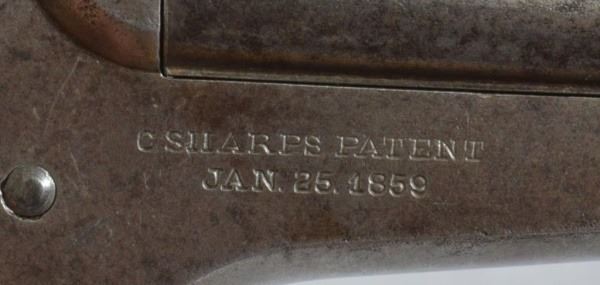 C SHARPS PATENT
JAN. 25. 1859